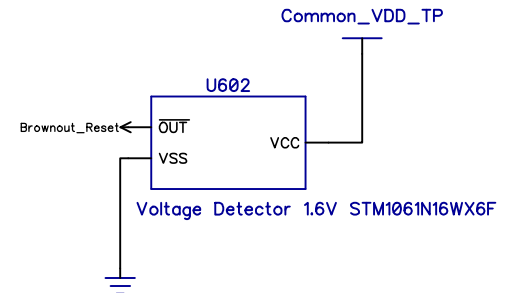 Common_VDD_TP
U602
Brownout_Reset
OUT
VCC
VSS
Voltage Detector 1.6V STM1061N16WX6F